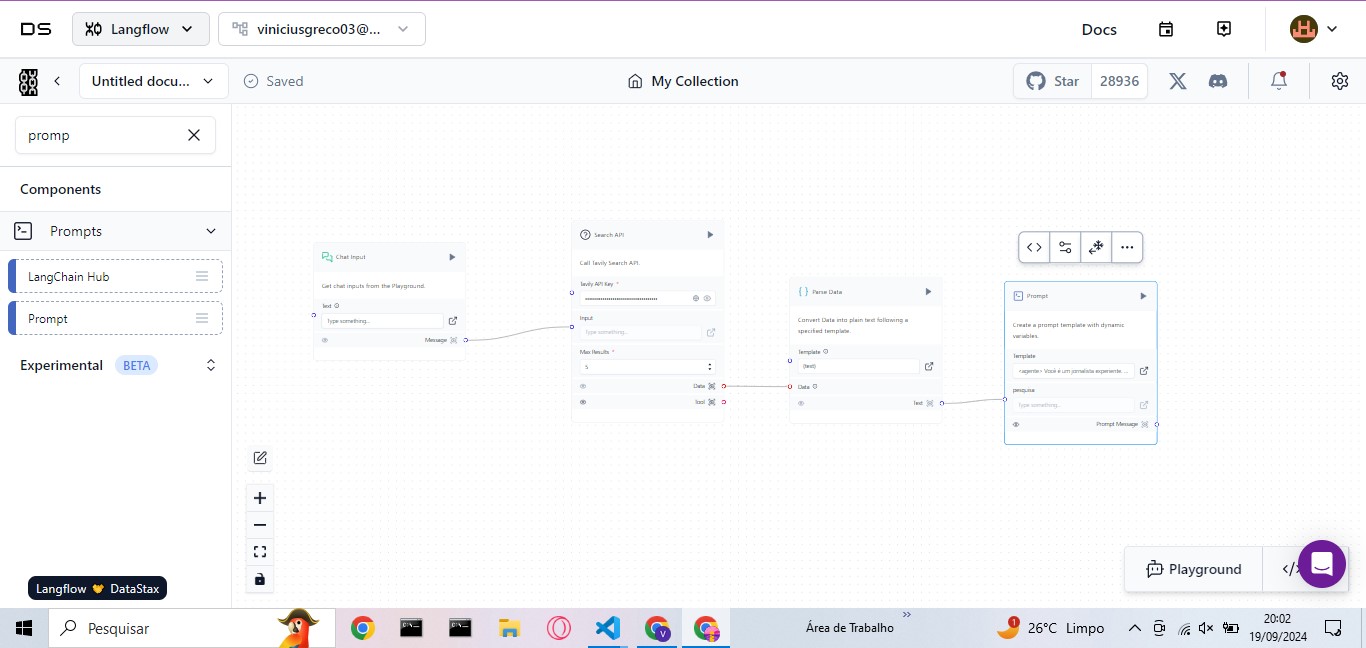 DS
Langflow
viniciusgreco03@...
Docs
Untitled docu...
Saved
My Collection
Star
28936
promp
Components
Prompts
LangChain Hub
Prompt
Experimental
BETA
Chat Input
Get chat inputs from the Playground.
Text
Type something...
Message
Search API
Call Tavily Search API.
Tavily API Key *
Input
Type something...
Max Results *
5
Data
Tool
Parse Data
Convert Data into plain text following a
specified template.
Template
{text}
Data
Text
Prompt
Create a prompt template with dynamic
variables.
Template
<agente> Você é um jornalista experiente. ...
pesquisa
Type something...
Prompt Message
Playground
</>
Langflow 🤝 DataStax
Pesquisar
Área de Trabalho
1
26°C Limpo
20:02
19/09/2024